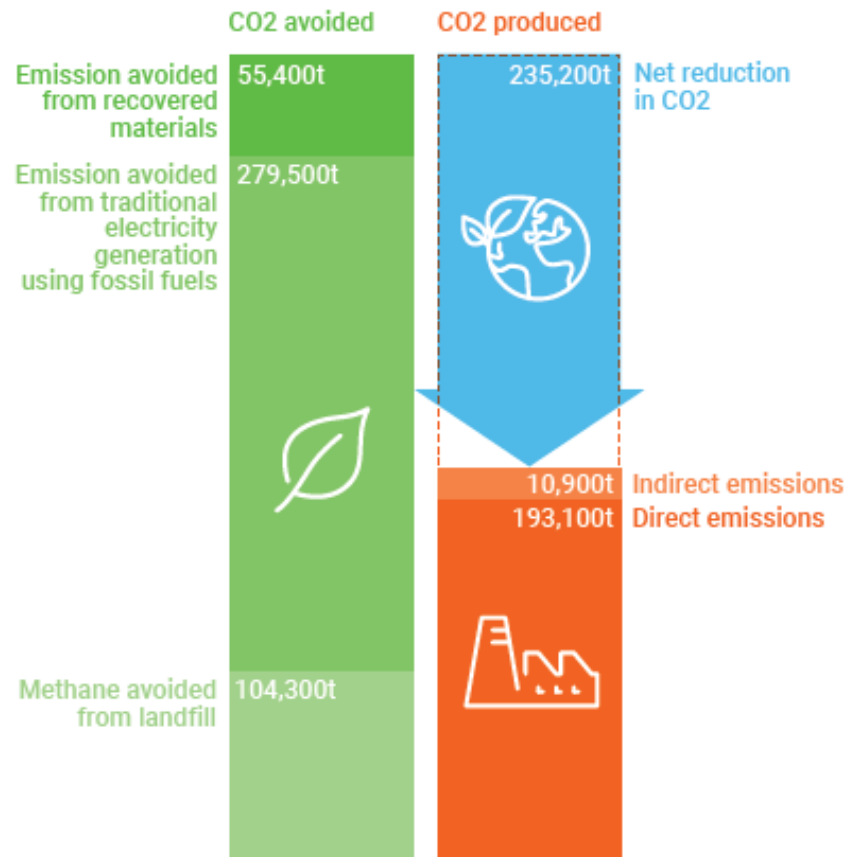 CO2 avoided
CO2 produced
Emission avoided
from recovered
materials
55,400t
235,200t
Net reduction
in CO2
Emission avoided
from traditional
electricity
generation
using fossil fuels
279,500t
10,900t
Indirect emissions
193,100t
Direct emissions
Methane avoided
from landfill
104,300t